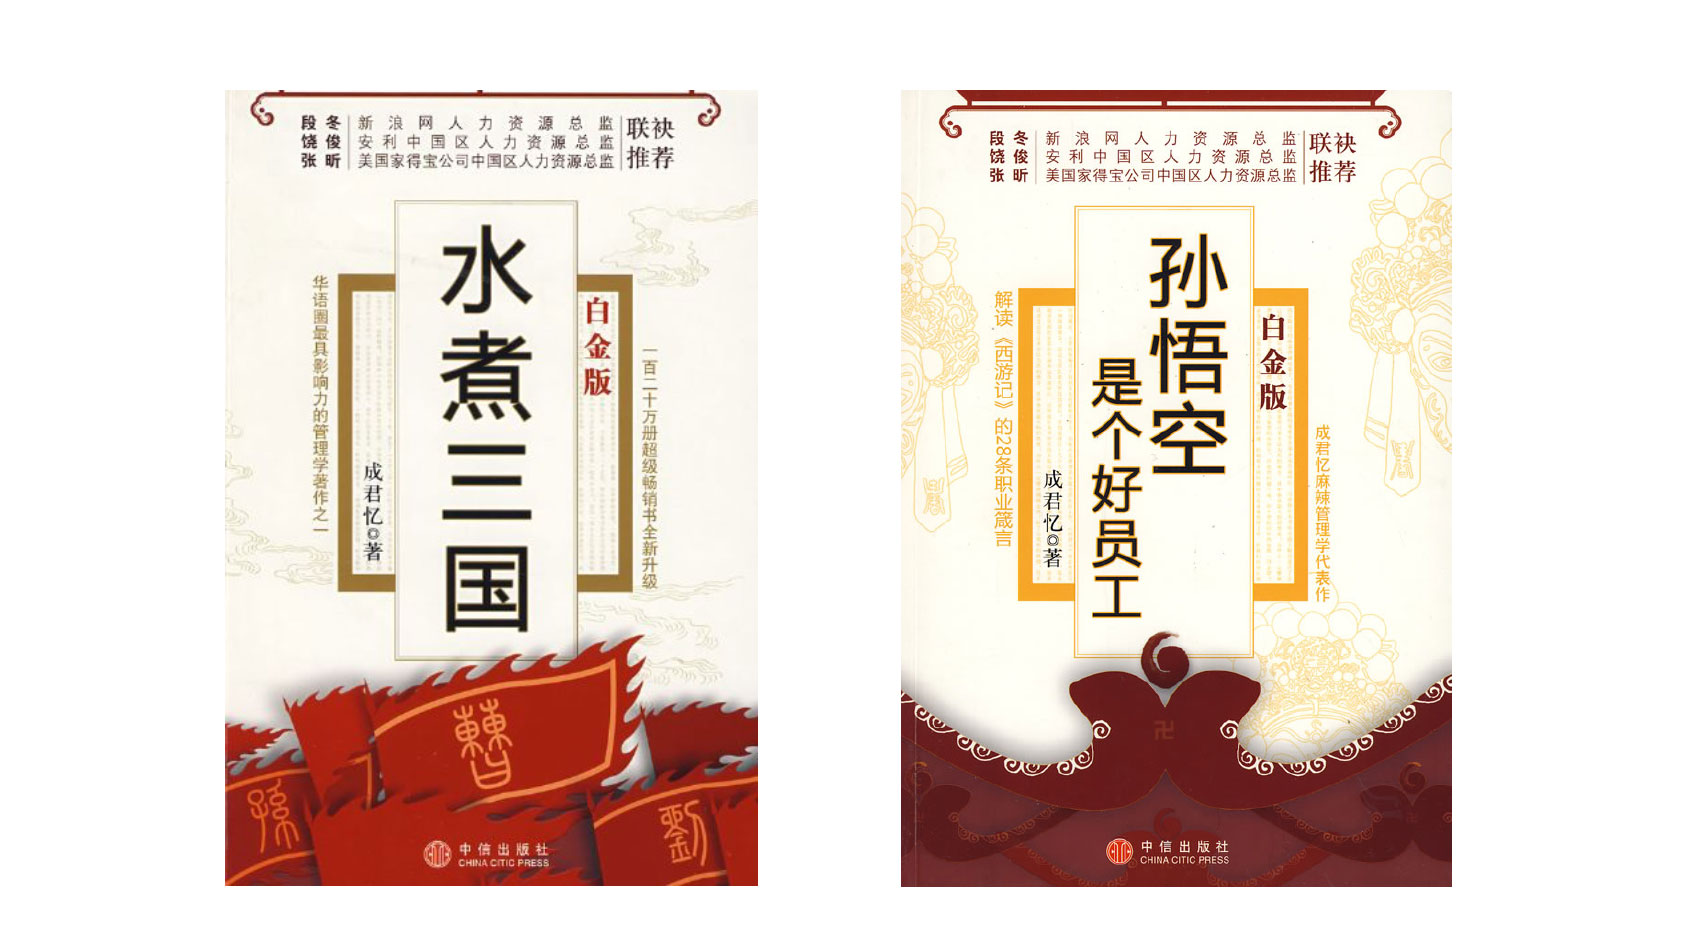 段冬 新浪网人力资源总监
饶俊 安利中国区人力资源总监
张昕 美国家得宝公司中国区人力资源总监
联袂
推荐
水煮三国
白金版
华语圈最具影响力的管理学著作之一
一百二十万册超级畅销书全新升级
成君忆◎著
曹
孫
劉
中信出版社
CHINA CITIC PRESS
段冬 新浪网人力资源总监
饶俊 安利中国区人力资源总监
张昕 美国家得宝公司中国区人力资源总监
联袂
推荐
孙悟空
是个好员工
白金版
解读《西游记》的28条职业箴言
成君忆麻辣管理学代表作
成君忆◎著
卍
中信出版社
CHINA CITIC PRESS